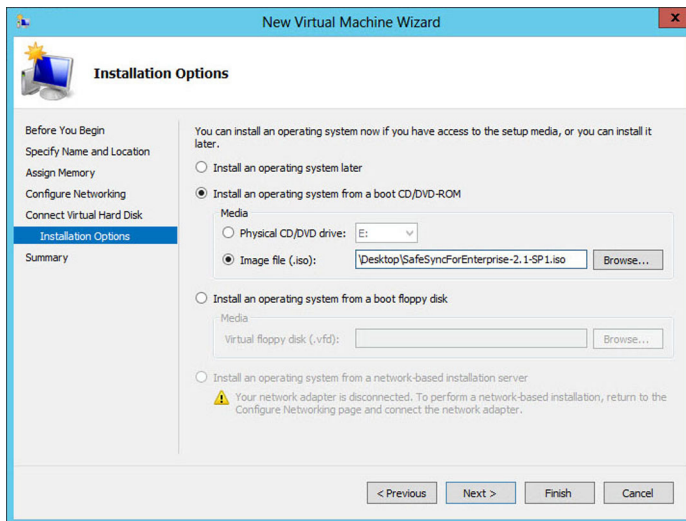 New Virtual Machine Wizard
x
Installation Options
Before You Begin
Specify Name and Location
Assign Memory
Configure Networking
Connect Virtual Hard Disk
Installation Options
Summary
You can install an operating system now if you have access to the setup media, or you can install it
later.
Install an operating system later
Install an operating system from a boot CD/DVD-ROM
Media
Physical CD/DVD drive: E:
Image file (.iso): \Desktop\SafeSyncForEnterprise-2.1-SP1.iso Browse...
Install an operating system from a boot floppy disk
Media
Virtual floppy disk (.vfd): Browse...
Install an operating system from a network-based installation server
Your network adapter is disconnected. To perform a network-based installation, return to the
Configure Networking page and connect the network adapter.
< Previous Next > Finish Cancel